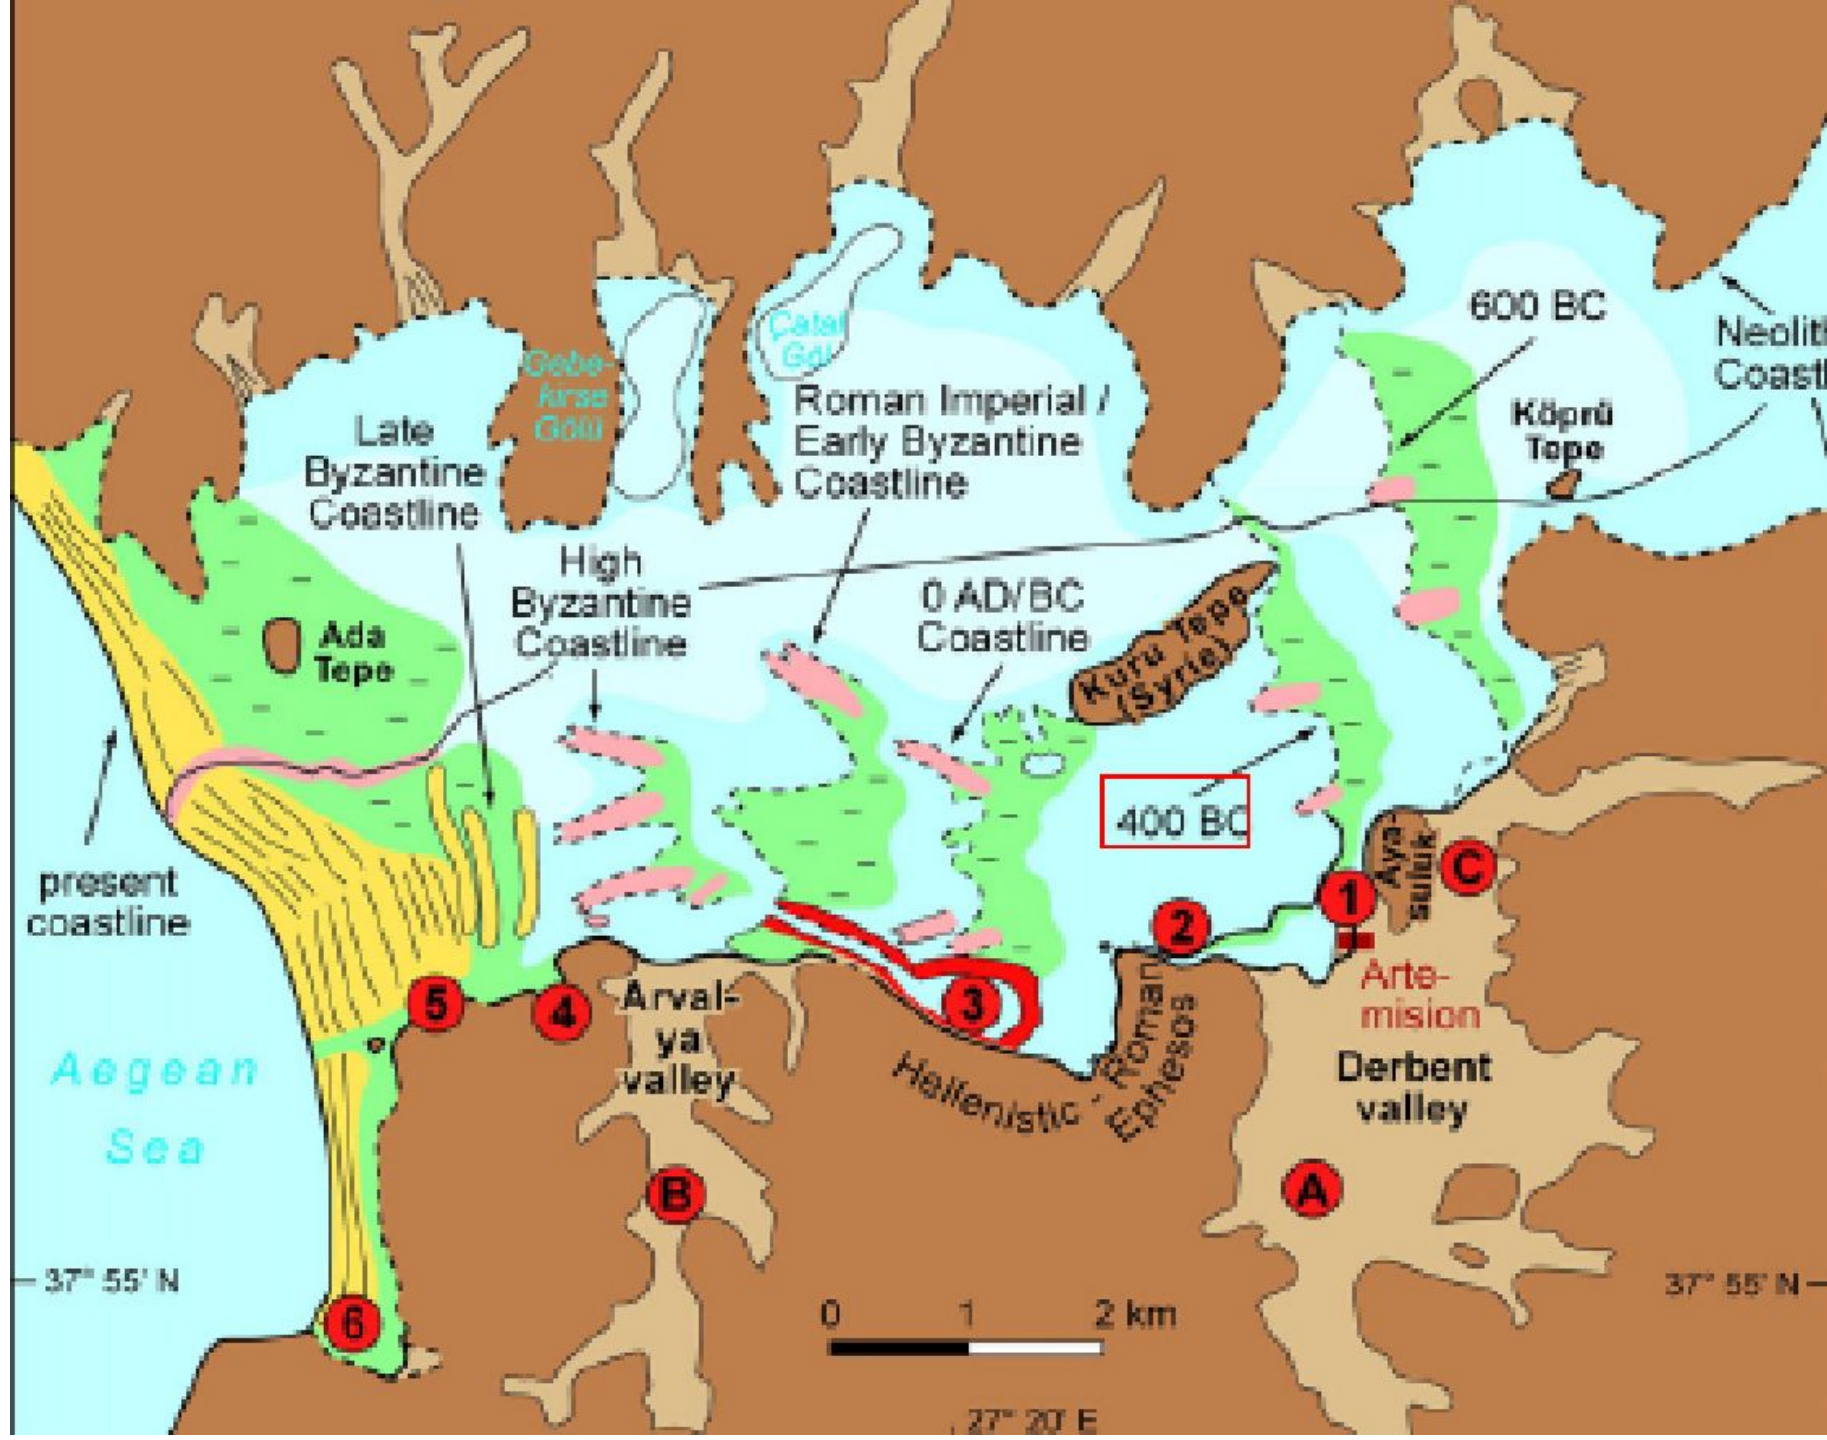 600 BC
Neolith
Coastl
Çatal
Göl
Gebe-
kirse
Gölü
Roman Imperial /
Early Byzantine
Coastline
Köprü
Tepe
Late
Byzantine
Coastline
High
Byzantine
Coastline
0 AD/BC
Coastline
Kuru Tepe
(Syrie)
Ada
Tepe
400 BC
present
coastline
Aya-
suluk
C
1
2
Arte-
mision
3
4
5
Arval-
ya
valley
Hellenistic -
Roman
Ephesos
Derbent
valley
Aegean
Sea
A
B
37° 55' N
37° 55' N
6
0 1 2 km
27° 20' E